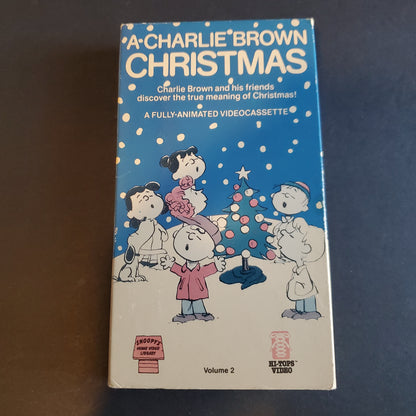 A CHARLIE BROWN
CHRISTMAS
Charlie Brown and his friends
discover the true meaning of Christmas!
A FULLY-ANIMATED VIDEOCASSETTE
SNOOPY'S
HOME VIDEO
LIBRARY
Volume 2
HI-TOPS™
VIDEO